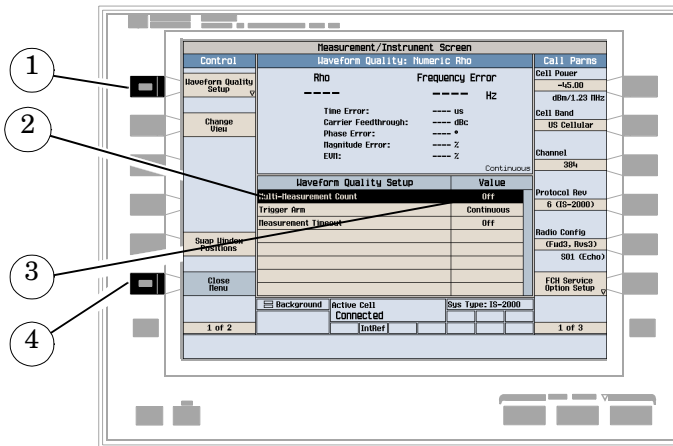 Measurement/Instrument Screen
Control
Waveform Quality: Numeric Rho
Call Parms
1
Waveform Quality
Setup
Change
View
Swap Window
Positions
Close
Menu
1 of 2
2
3
4
Rho
Frequency Error
----
---- Hz
Time Error: ---- us
Carrier Feedthrough: ---- dBc
Phase Error: ---- °
Magnitude Error: ---- %
EVM: ---- %
Continuous
Waveform Quality Setup Value
Multi-Measurement Count Off
Trigger Arm Continuous
Measurement Timeout Off
Background
Active Cell
Connected
Sys Type: IS-2000
IntRef
Cell Power
-45.00
dBm/1.23 MHz
Cell Band
US Cellular
Channel
384
Protocol Rev
6 (IS-2000)
Radio Config
(Fwd3, Rvs3)
SO1 (Echo)
FCH Service
Option Setup
1 of 3